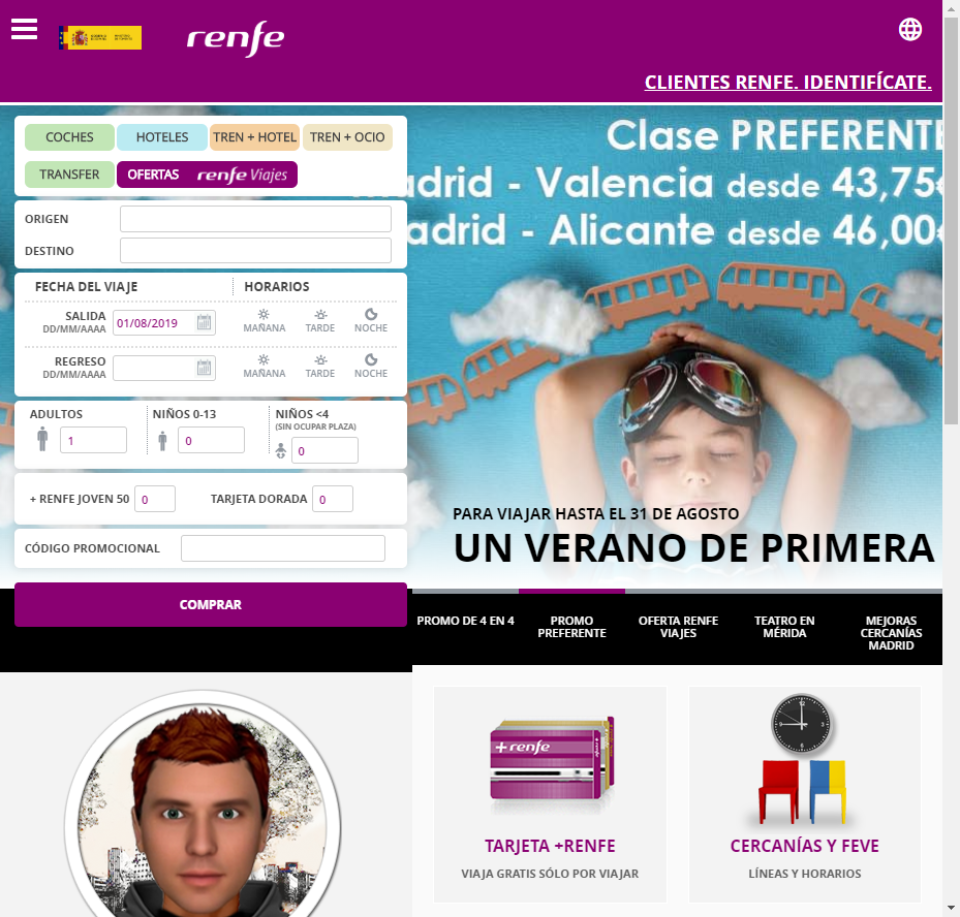 renfe
CLIENTES RENFE. IDENTIFÍCATE.
COCHES
HOTELES
TREN + HOTEL
TREN + OCIO
TRANSFER
OFERTAS renfe Viajes
Clase PREFERENTE
adrid - Valencia desde 43,75€
adrid - Alicante desde 46,00€
ORIGEN
DESTINO
FECHA DEL VIAJE
HORARIOS
SALIDA
DD/MM/AAAA
01/08/2019
MAÑANA
TARDE
NOCHE
REGRESO
DD/MM/AAAA
MAÑANA
TARDE
NOCHE
ADULTOS
1
NIÑOS 0-13
0
NIÑOS <4
(SIN OCUPAR PLAZA)
0
+ RENFE JOVEN 50
0
TARJETA DORADA
0
CÓDIGO PROMOCIONAL
COMPRAR
PARA VIAJAR HASTA EL 31 DE AGOSTO
UN VERANO DE PRIMERA
PROMO DE 4 EN 4
PROMO
PREFERENTE
OFERTA RENFE
VIAJES
TEATRO EN
MÉRIDA
MEJORAS
CERCANÍAS
MADRID
+renfe
TARJETA +RENFE
VIAJA GRATIS SÓLO POR VIAJAR
CERCANÍAS Y FEVE
LÍNEAS Y HORARIOS